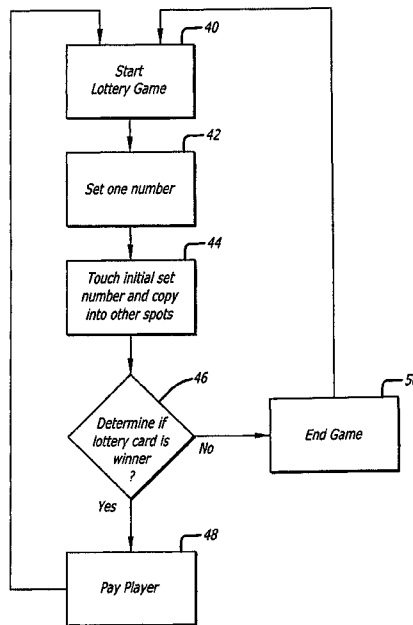 40
Start
Lottery Game
42
Set one number
44
Touch initial set
number and copy
into other spots
46
Determine if
lottery card is
winner
?
No
50
End Game
Yes
48
Pay Player